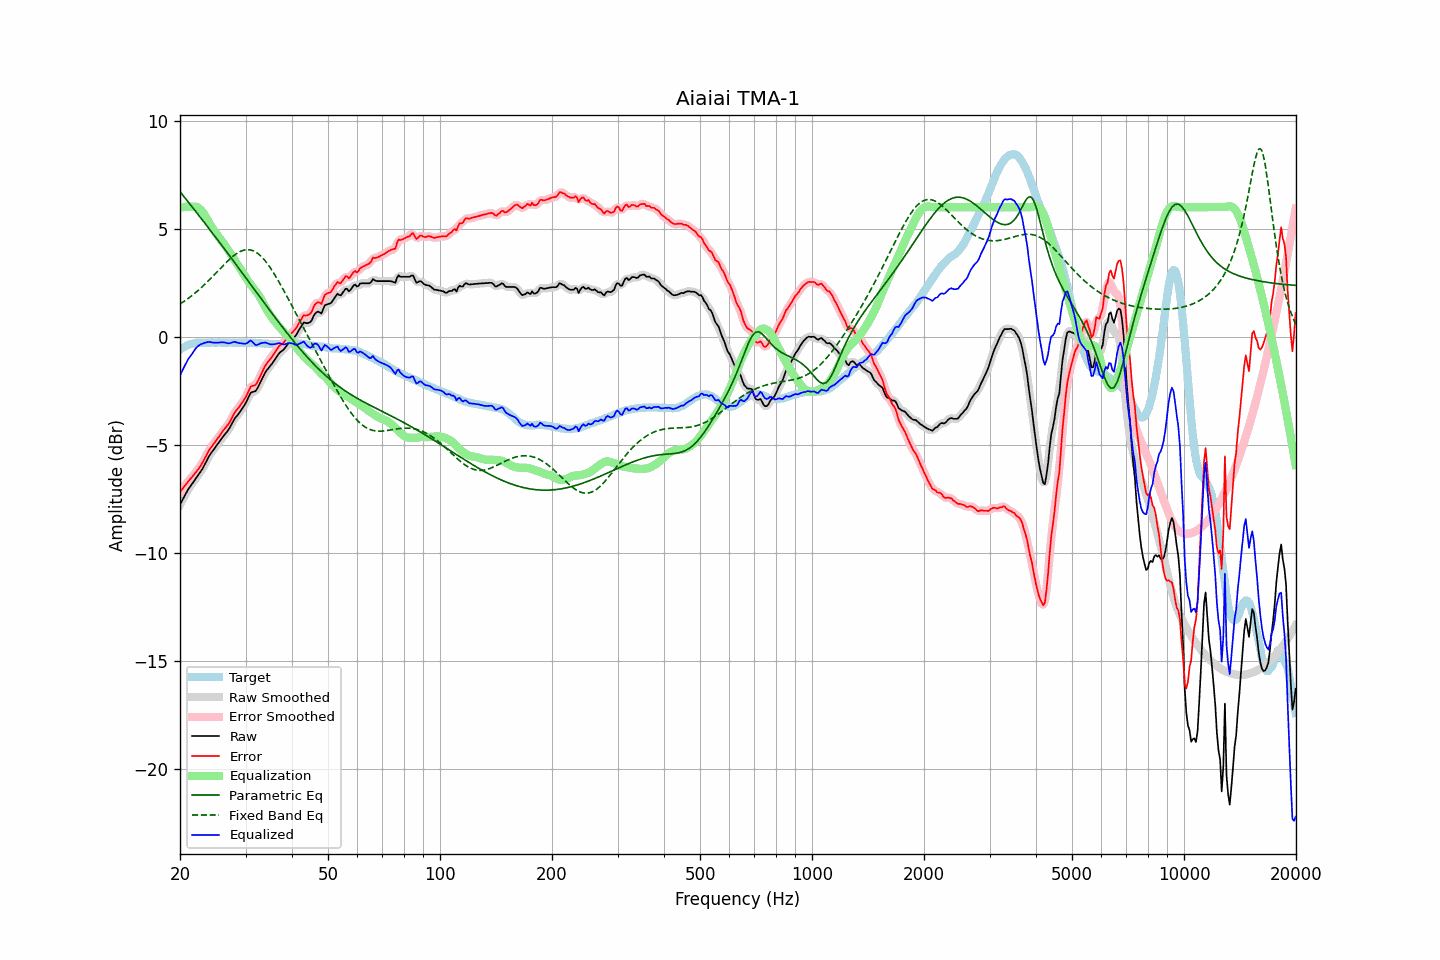 Aiaiai TMA-1
Amplitude (dBr)
10
5
0
−5
−10
−15
−20
Target
Raw Smoothed
Error Smoothed
Raw
Error
Equalization
Parametric Eq
Fixed Band Eq
Equalized
20 50 100 200 500 1000 2000 5000 10000 20000
Frequency (Hz)